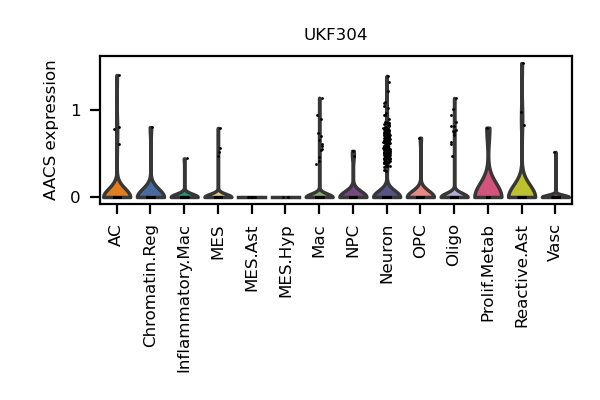 UKF304
AACS expression
1
0
AC
Chromatin.Reg
Inflammatory.Mac
MES
MES.Ast
MES.Hyp
Mac
NPC
Neuron
OPC
Oligo
Prolif.Metab
Reactive.Ast
Vasc